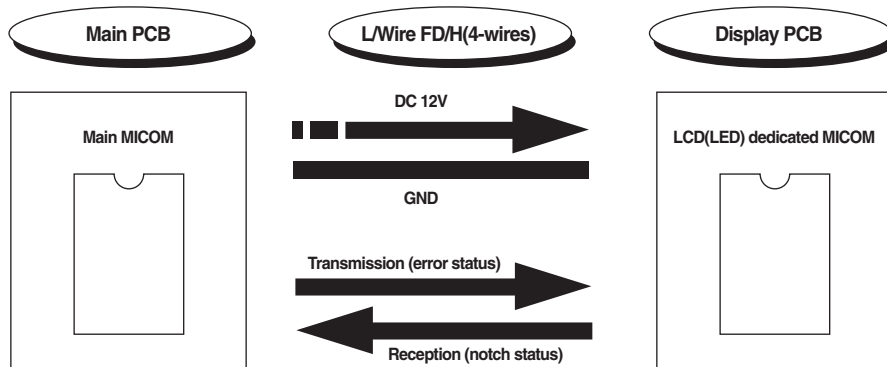 Main PCB
L/Wire FD/H(4-wires)
Display PCB
DC 12V
Main MICOM
LCD(LED) dedicated MICOM
GND
Transmission (error status)
Reception (notch status)